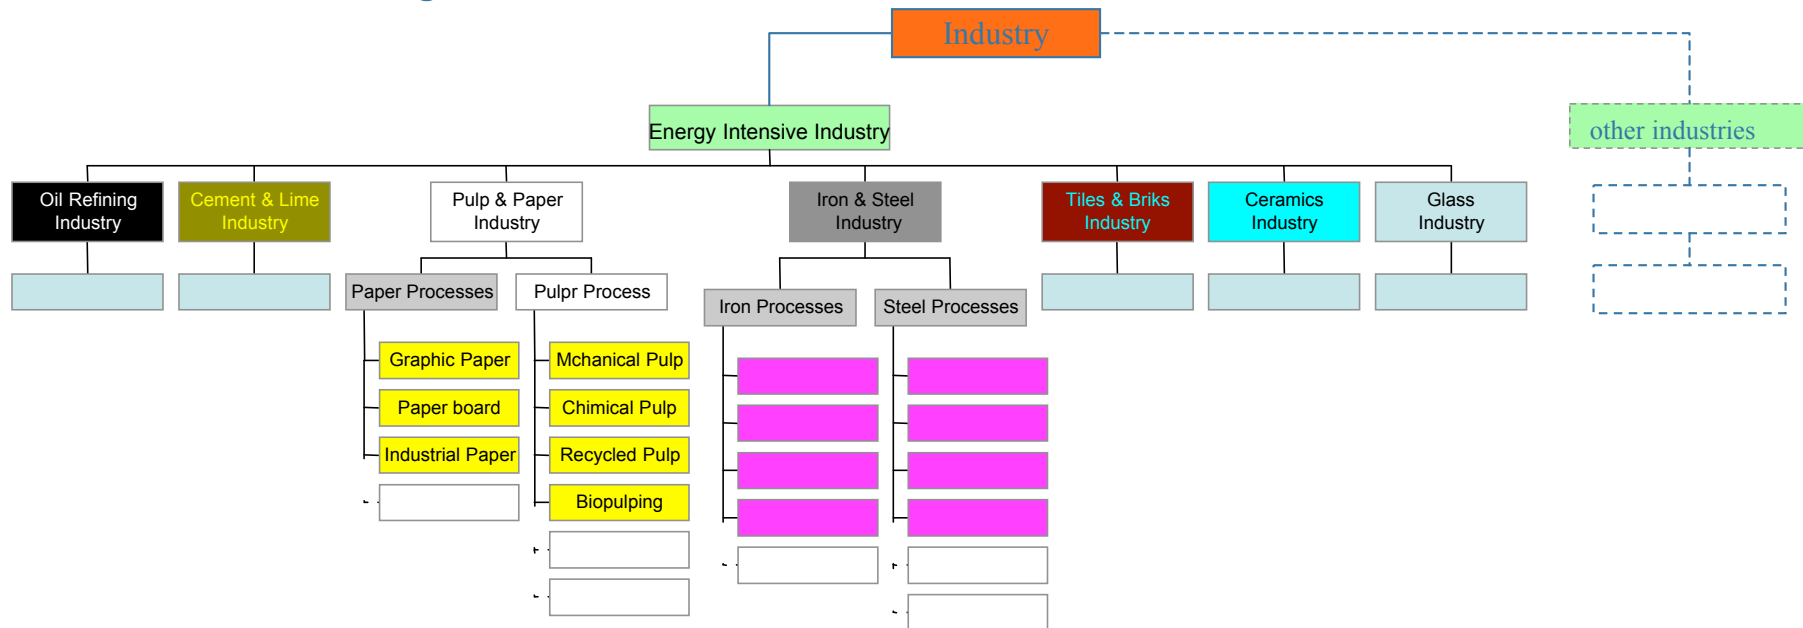 Industry
Energy Intensive Industry
other industries
Oil Refining
Industry
Cement & Lime
Industry
Pulp & Paper
Industry
Iron & Steel
Industry
Tiles & Briks
Industry
Ceramics
Industry
Glass
Industry
Paper Processes
Pulpr Process
Iron Processes
Steel Processes
Graphic Paper
Mchanical Pulp
Paper board
Chimical Pulp
Industrial Paper
Recycled Pulp
Biopulping